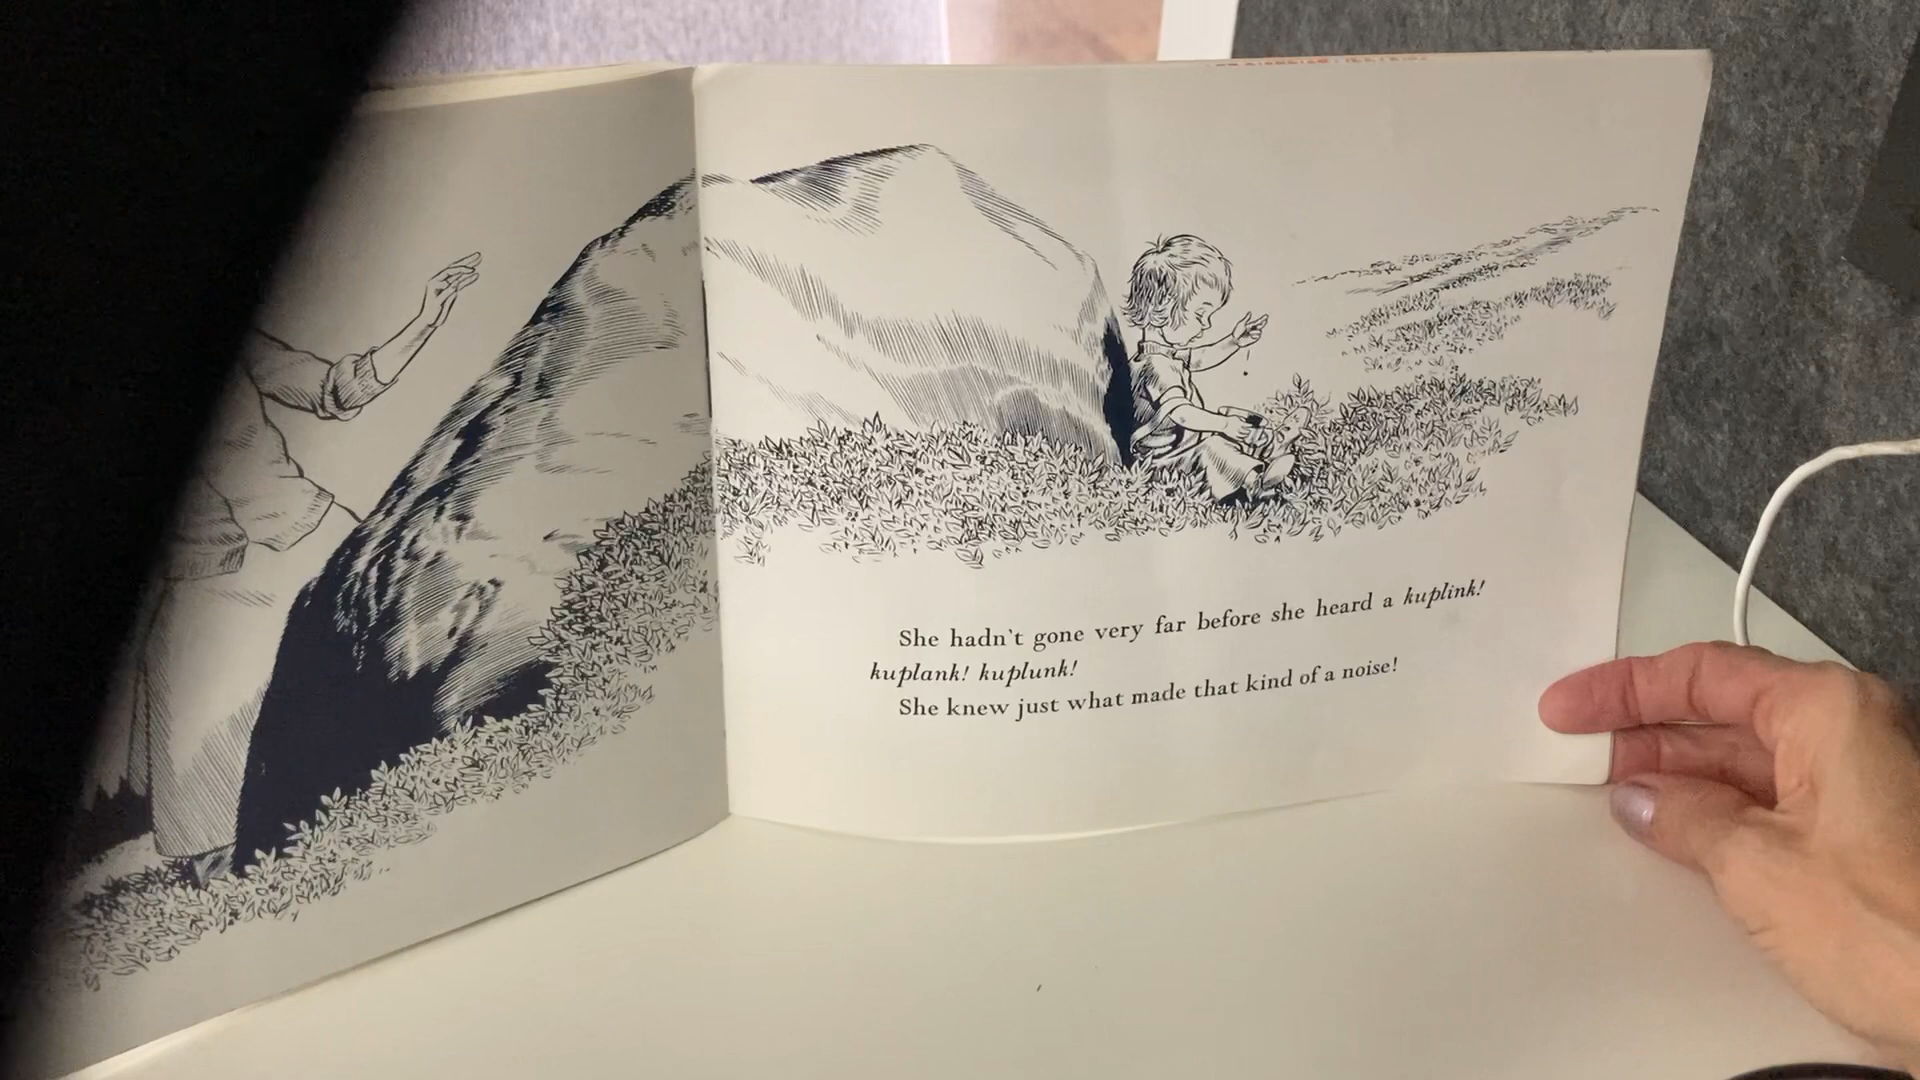 She hadn't gone very far before she heard a kuplink!
kuplank! kuplunk!
She knew just what made that kind of a noise!